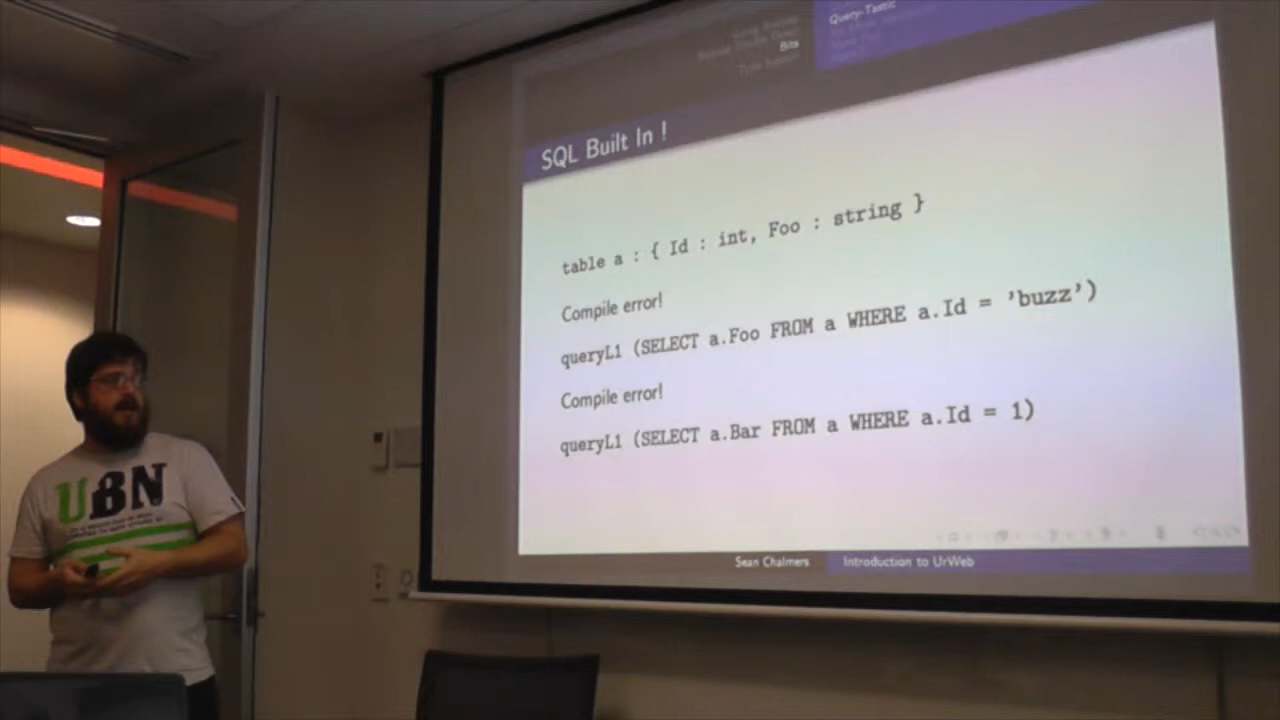 Query-Tastic
Bits
SQL Built In !
table a : { Id : int, Foo : string }
Compile error!
queryL1 (SELECT a.Foo FROM a WHERE a.Id = 'buzz')
Compile error!
queryL1 (SELECT a.Bar FROM a WHERE a.Id = 1)
Sean Chalmers
Introduction to UrWeb
UBN